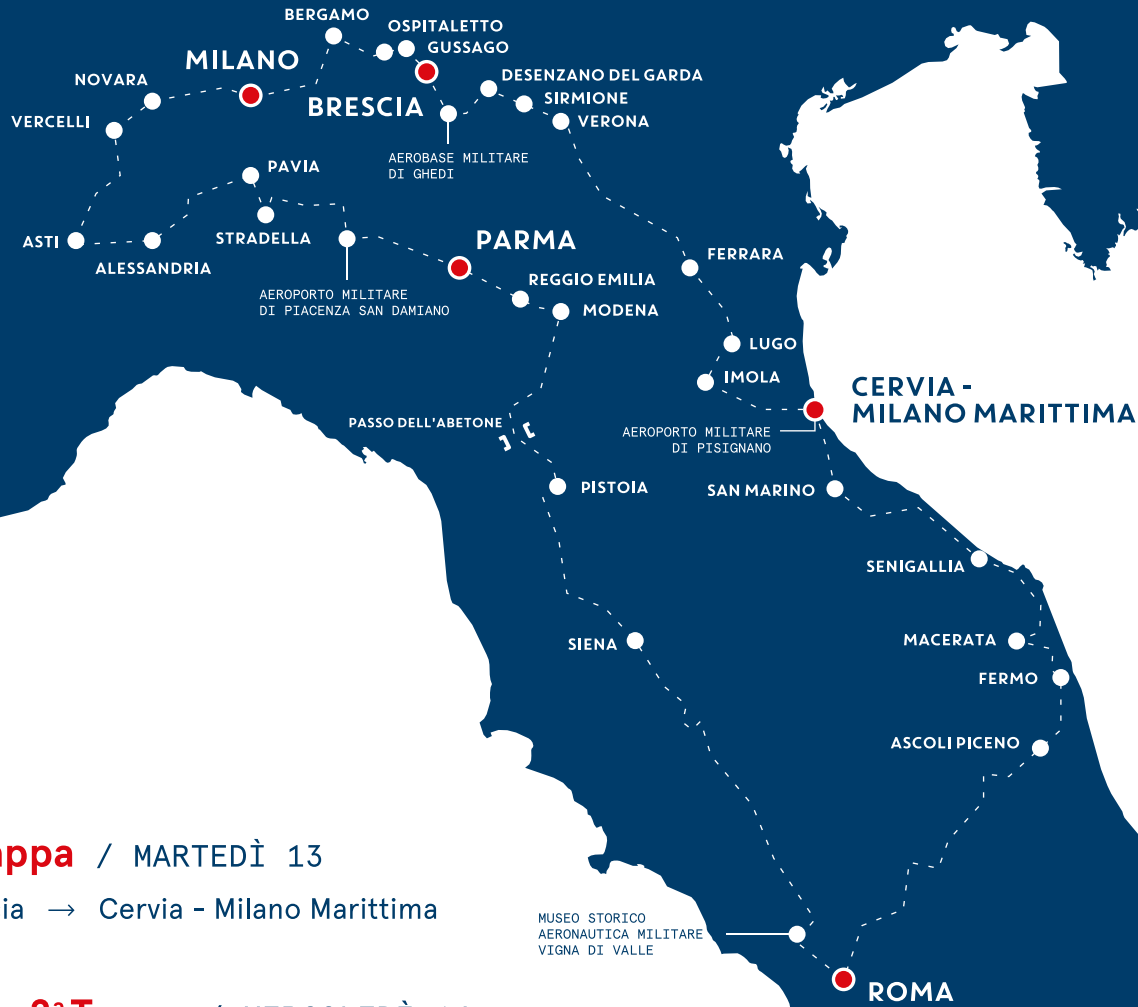 BERGAMO
OSPITALETTO
GUSSAGO
MILANO
DESENZANO DEL GARDA
NOVARA
SIRMIONE
BRESCIA
VERCELLI
VERONA
AEROBASE MILITARE
DI GHEDI
PAVIA
STRADELLA
PARMA
ASTI
ALESSANDRIA
FERRARA
REGGIO EMILIA
AEROPORTO MILITARE
DI PIACENZA SAN DAMIANO
MODENA
LUGO
IMOLA
CERVIA -
MILANO MARITTIMA
PASSO DELL'ABETONE
AEROPORTO MILITARE
DI PISIGNANO
PISTOIA
SAN MARINO
SENIGALLIA
SIENA
MACERATA
FERMO
ASCOLI PICENO
appa / MARTEDÌ 13
ia → Cervia - Milano Marittima
MUSEO STORICO
AERONAUTICA MILITARE
VIGNA DI VALLE
ROMA